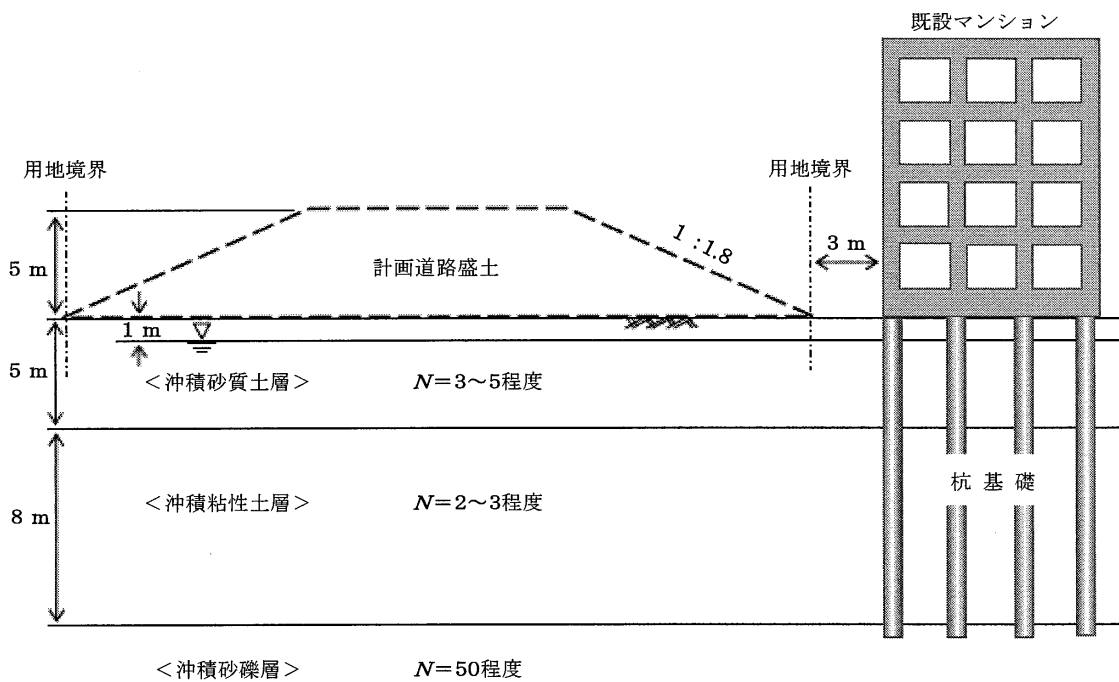 既設マンション
用地境界
用地境界
1:1.8
3 m
5 m
計画道路盛土
1 m
5 m
＜沖積砂質土層＞ N＝3～5程度
杭基礎
8 m
＜沖積粘性土層＞ N＝2～3程度
＜沖積砂礫層＞ N＝50程度